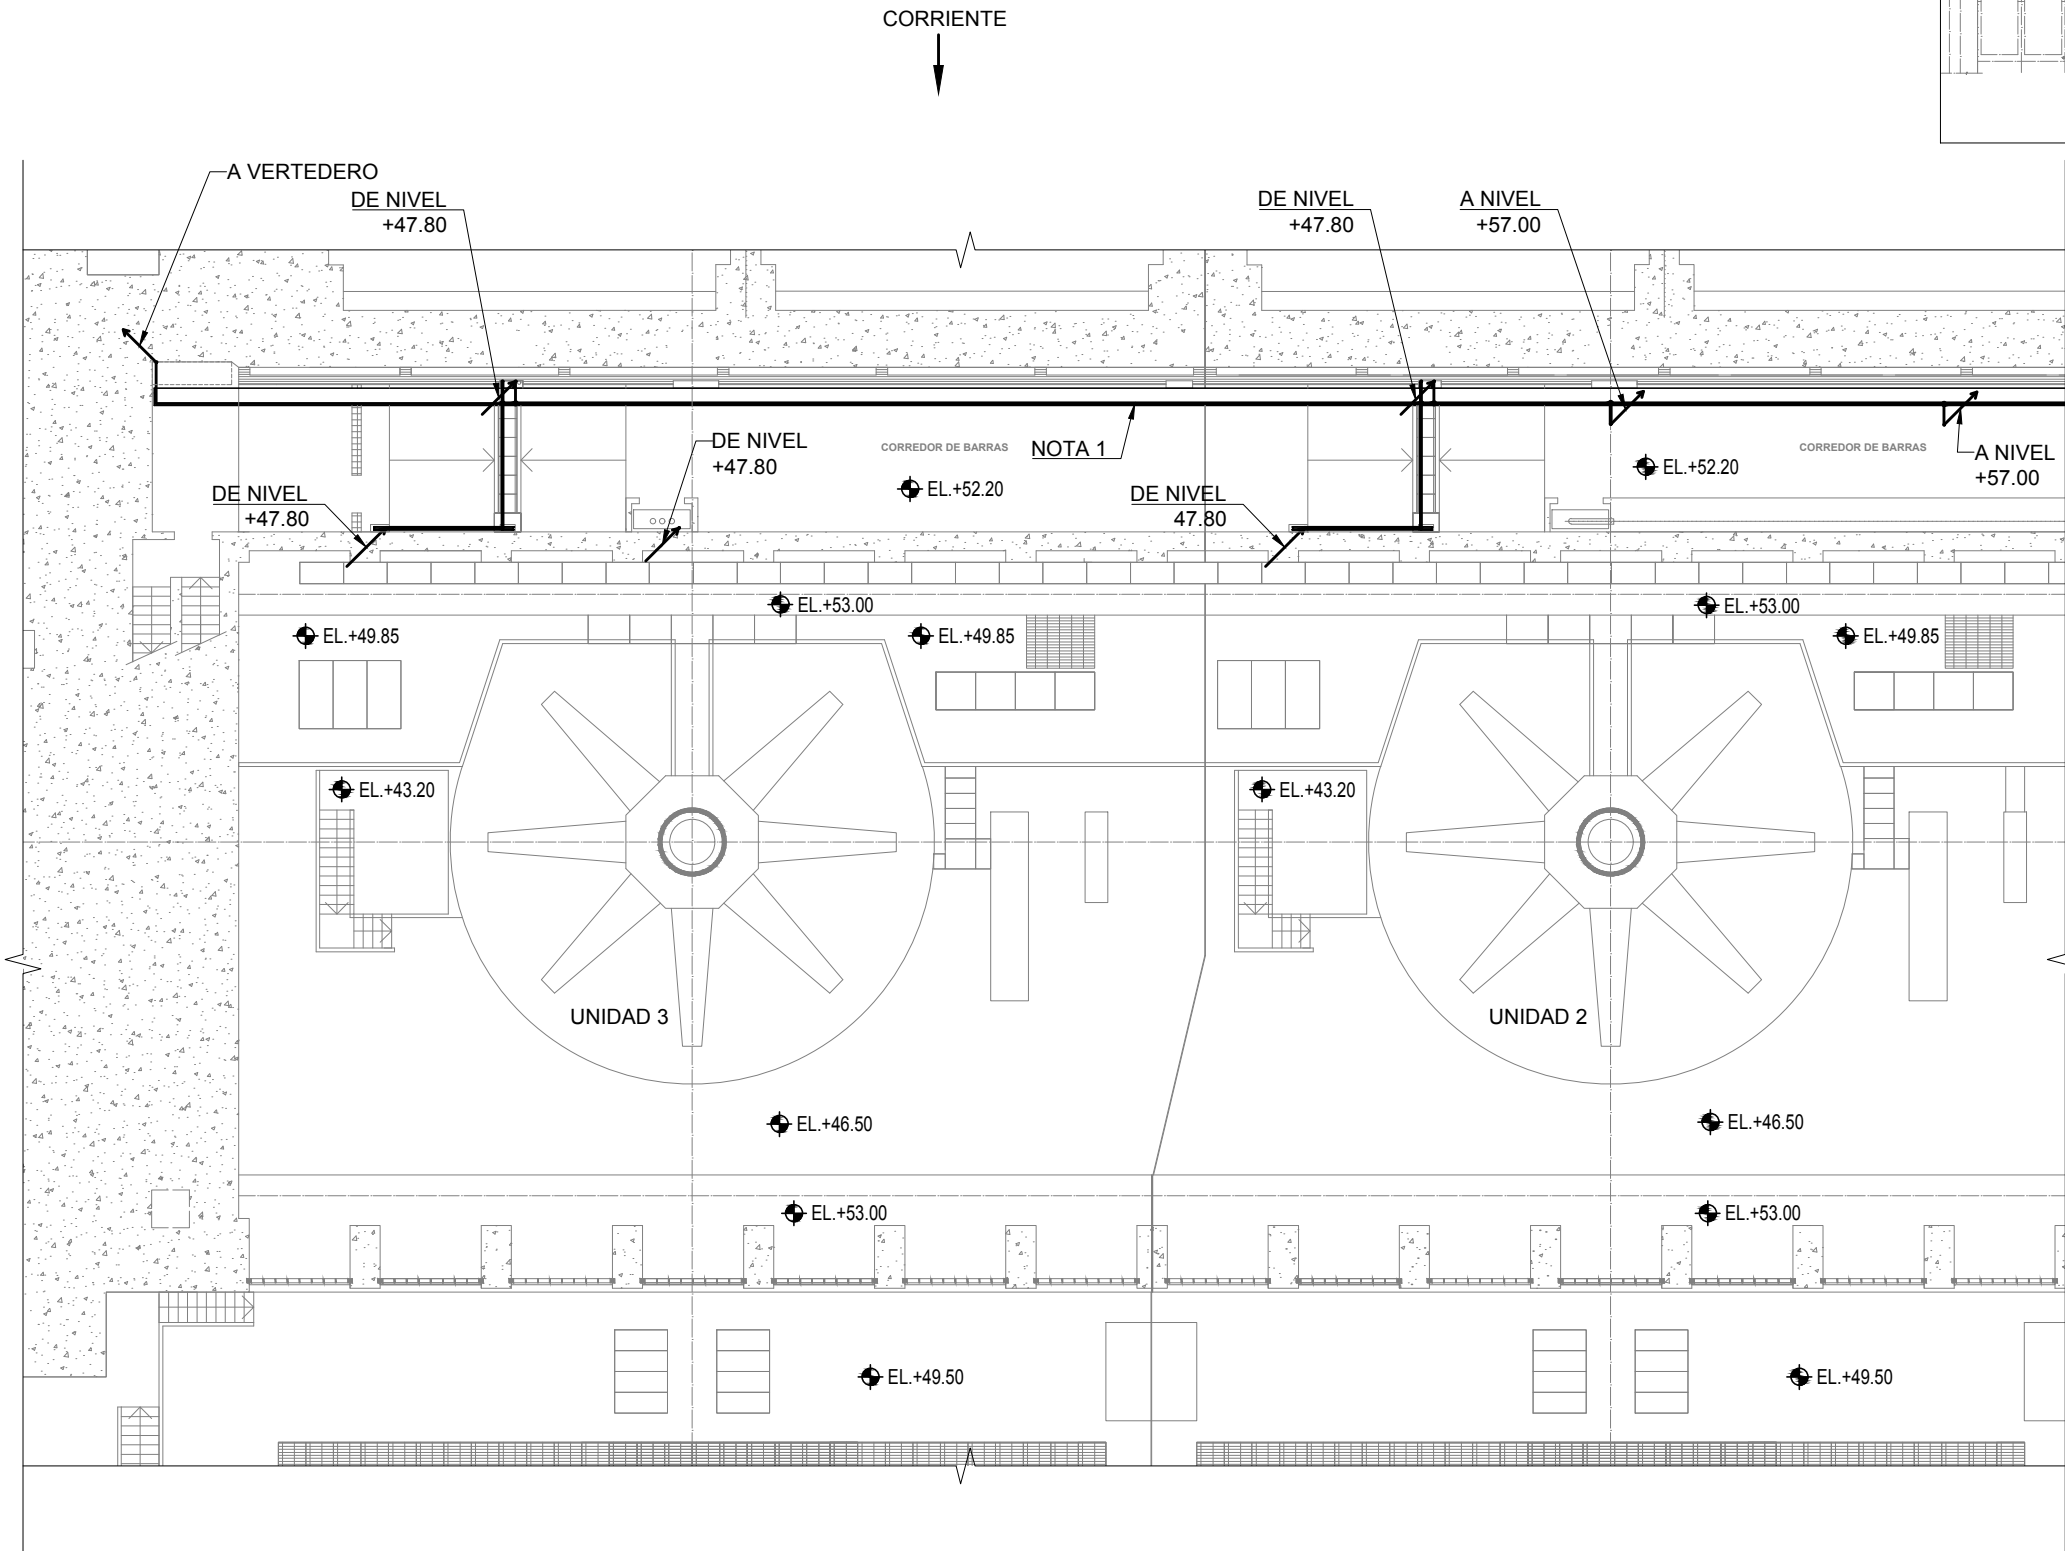 CORRIENTE
A VERTEDERO
DE NIVEL
+47.80
DE NIVEL
+47.80
A NIVEL
+57.00
DE NIVEL
+47.80
CORREDOR DE BARRAS
NOTA 1
CORREDOR DE BARRAS
A NIVEL
+57.00
EL.+52.20
DE NIVEL
+47.80
EL.+52.20
DE NIVEL
47.80
EL.+53.00
EL.+53.00
EL.+49.85
EL.+49.85
EL.+49.85
EL.+43.20
EL.+43.20
UNIDAD 3
UNIDAD 2
EL.+46.50
EL.+46.50
EL.+53.00
EL.+53.00
EL.+49.50
EL.+49.50